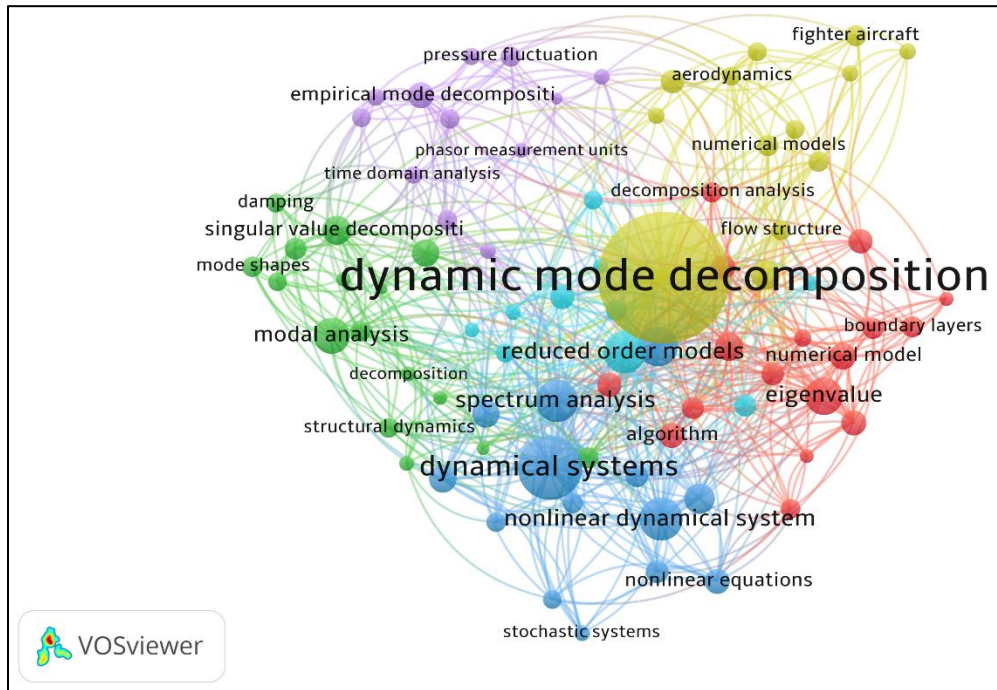 fighter aircraft
pressure fluctuation
aerodynamics
empirical mode decompositi
numerical models
phasor measurement units
time domain analysis
decomposition analysis
damping
singular value decompositi
flow structure
mode shapes
dynamic mode decomposition
modal analysis
boundary layers
reduced order models
numerical model
decomposition
spectrum analysis
eigenvalue
structural dynamics
algorithm
dynamical systems
nonlinear dynamical system
nonlinear equations
stochastic systems
VOSviewer